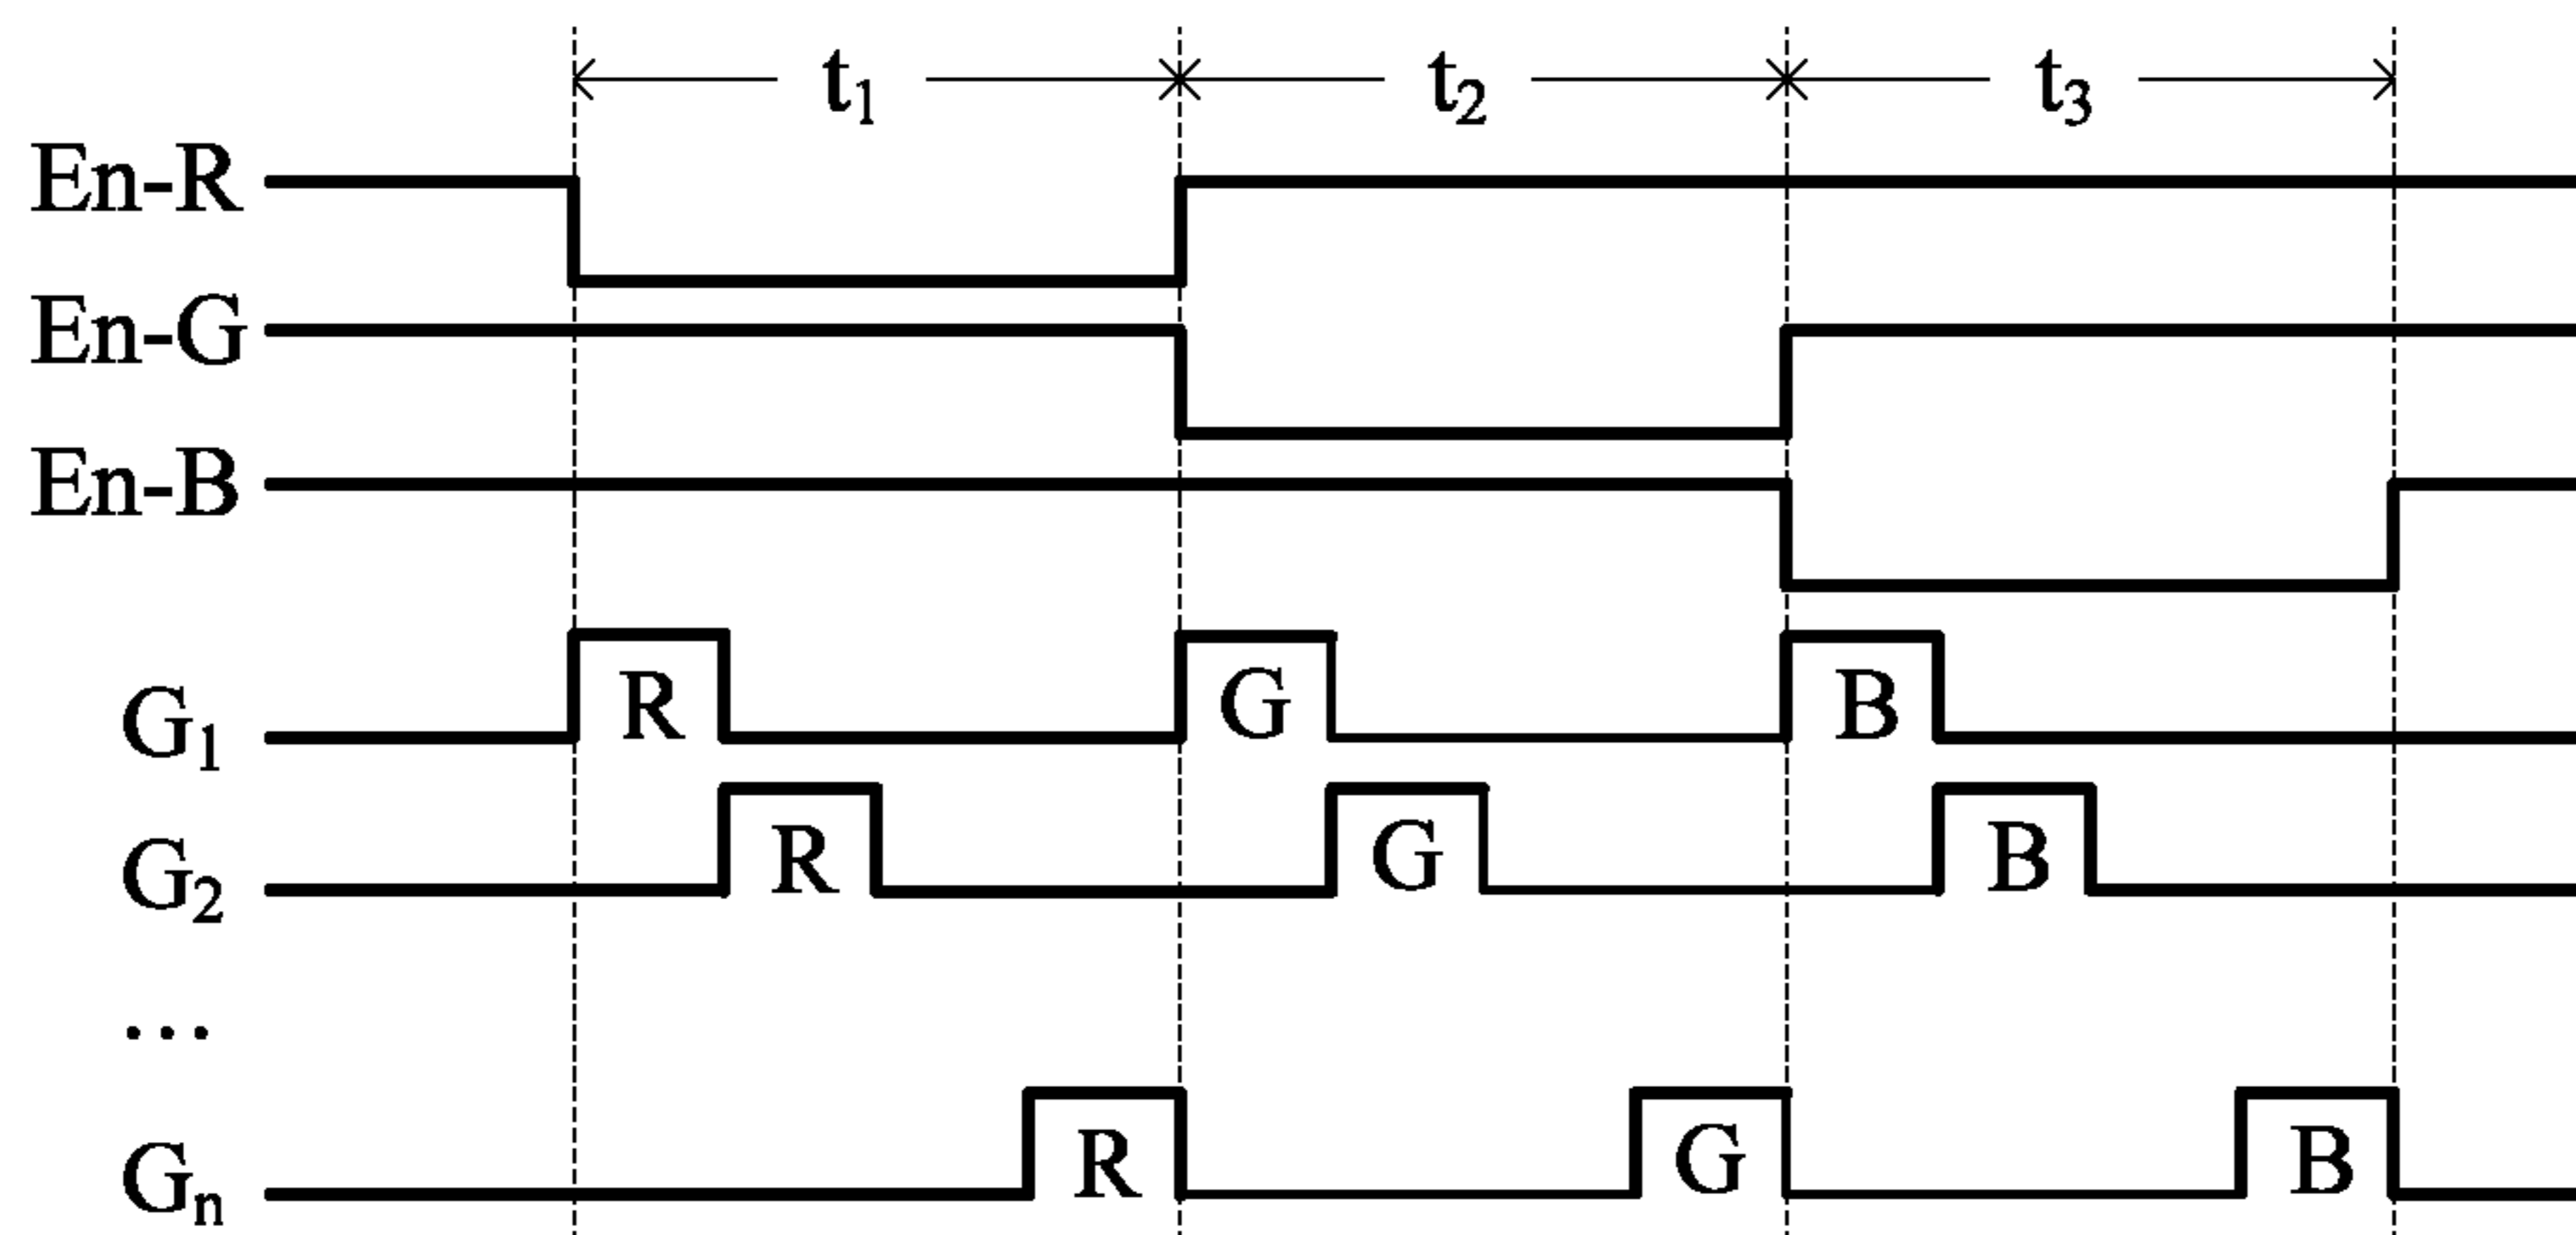 t₁ t₂ t₃
En-R
En-G
En-B
G₁ R G B
G₂ R G B
...
Gₙ R G B